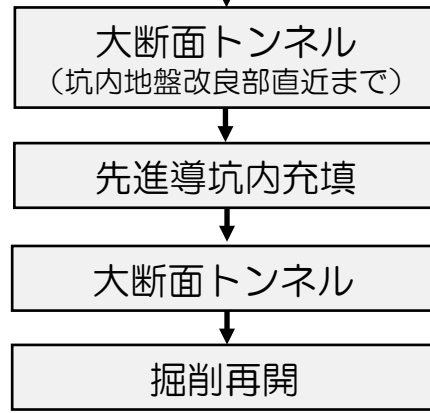 大断面トンネル
（坑内地盤改良部直近まで）
先進導坑内充填
大断面トンネル
掘削再開